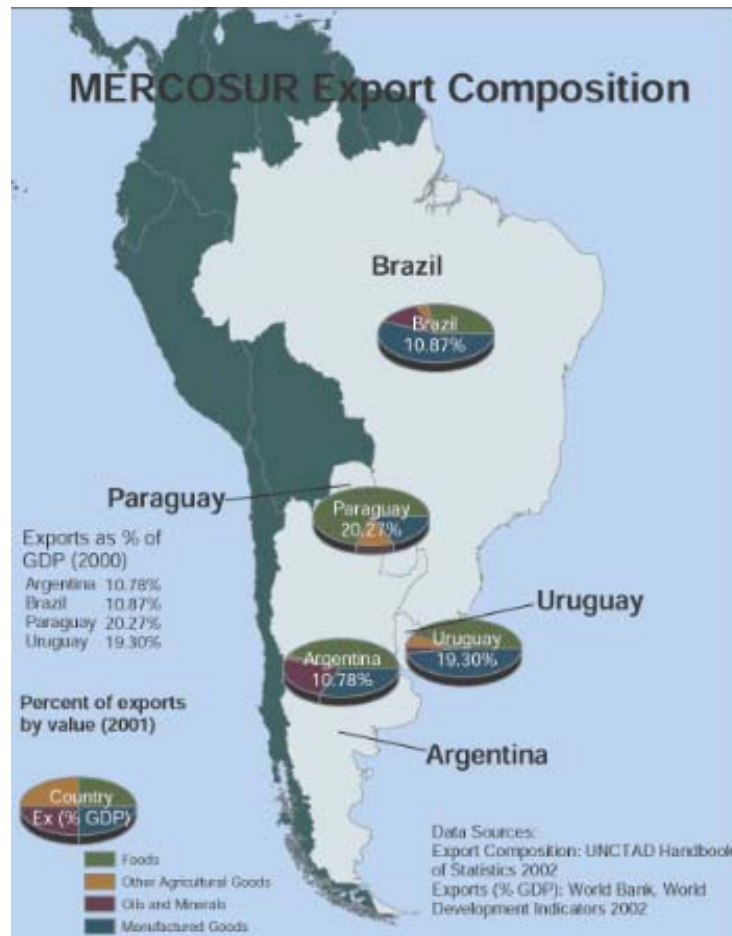 MERCOSUR Export Composition
Brazil
Brazil
10.87%
Paraguay
Paraguay
20.27%
Exports as % of
GDP (2000)
Argentina 10.78%
Brazil 10.87%
Paraguay 20.27%
Uruguay 19.30%
Uruguay
Uruguay
19.30%
Argentina
10.78%
Percent of exports
by value (2001)
Argentina
Country
Ex (% GDP)
Foods
Other Agricultural Goods
Oils and Minerals
Manufactured Goods
Data Sources:
Export Composition: UNCTAD Handbook
of Statistics 2002
Exports (% GDP): World Bank, World
Development Indicators 2002